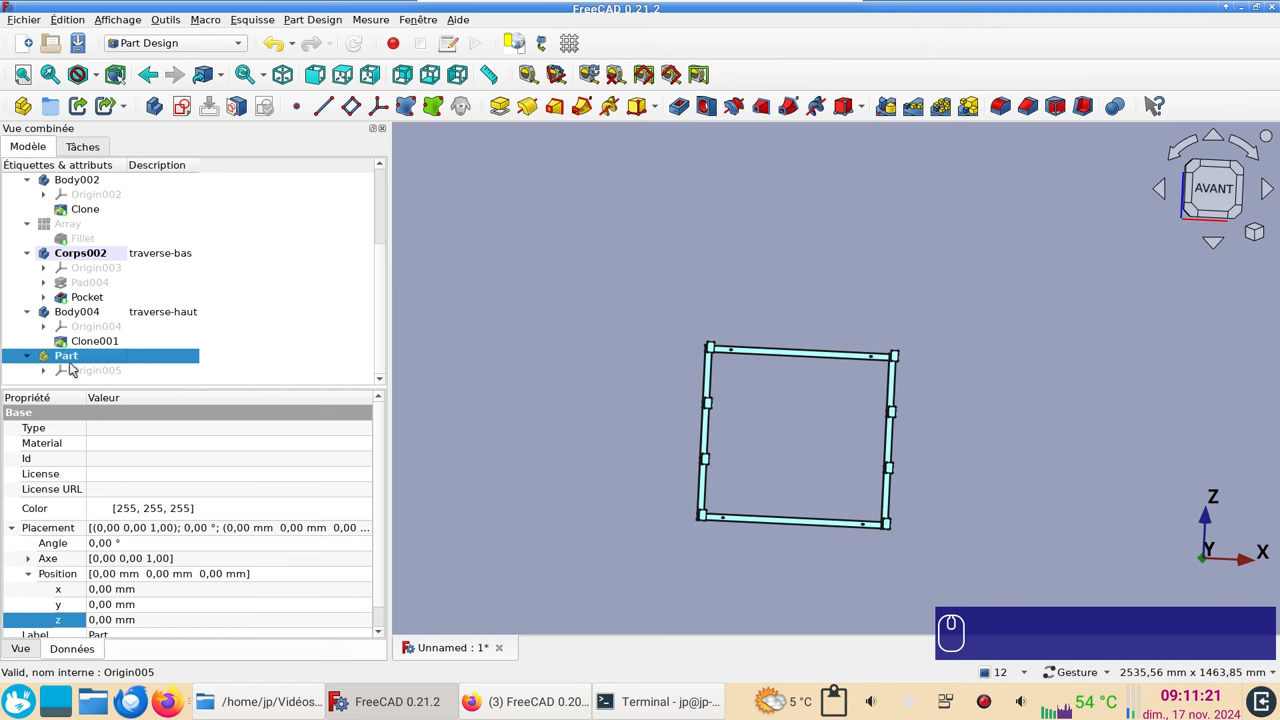 FreeCAD 0.21.2
Fichier Édition Affichage Outils Macro Esquisse Part Design Mesure Fenêtre Aide
Part Design
Vue combinée
Modèle Tâches
Étiquettes & attributs Description
Body002
Origin002
Clone
Array
Fillet
Corps002 traverse-bas
Origin003
Pad004
Pocket
Body004 traverse-haut
Origin004
Clone001
Part
Origin005
Propriété Valeur
Base
Type
Material
Id
License
License URL
Color [255, 255, 255]
Placement [(0,00 0,00 1,00); 0,00 °; (0,00 mm 0,00 mm 0,00 ...
Angle 0,00 °
Axe [0,00 0,00 1,00]
Position [0,00 mm 0,00 mm 0,00 mm]
x 0,00 mm
y 0,00 mm
z 0,00 mm
Label Part
Vue Données
AVANT
Z
Y X
Unnamed : 1*
Valid, nom interne : Origin005
12 Gesture 2535,56 mm x 1463,85 mm
/home/jp/Vidéos... FreeCAD 0.21.2 (3) FreeCAD 0.20... Terminal - jp@jp-... 5 °C 54 °C
09:11:21
dim., 17 nov. 2024